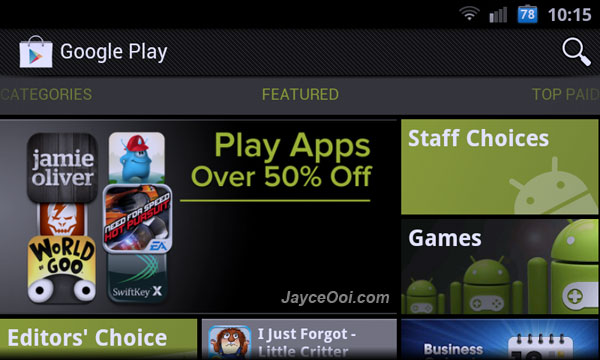 78 10:15
Google Play
CATEGORIES FEATURED TOP PAID
Play Apps
Over 50% Off
jamie
oliver
NEED FOR SPEED
HOT PURSUIT
EA
WORLD
OF
GOO
SwiftKey X
Staff Choices
Games
JayceOoi.com
Editors' Choice
I Just Forgot -
Little Critter
Business